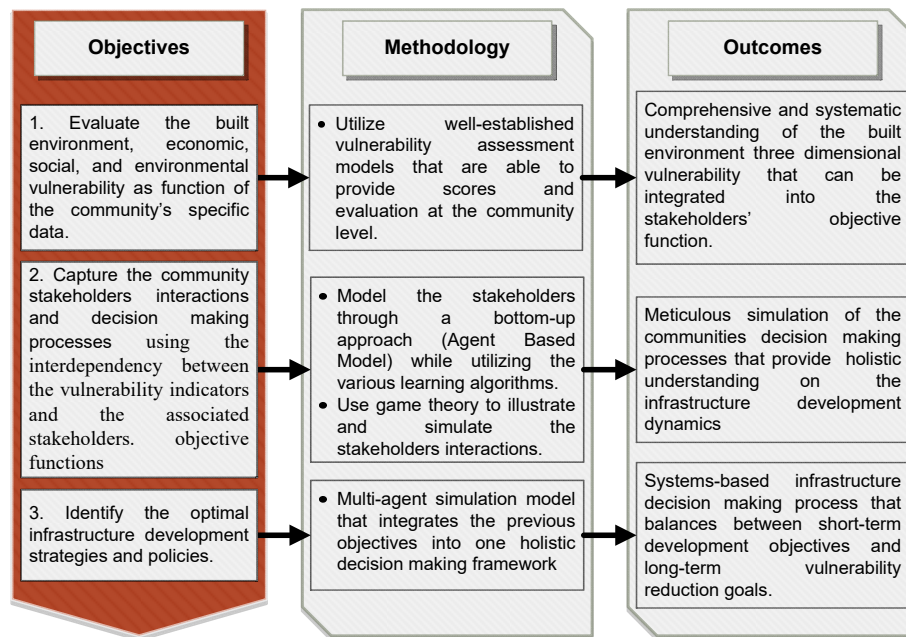 Objectives
1. Evaluate the built
environment, economic,
social, and environmental
vulnerability as function of
the community's specific
data.
2. Capture the community
stakeholders interactions
and decision making
processes using the
interdependency between
the vulnerability indicators
and the associated
stakeholders. objective
functions
3. Identify the optimal
infrastructure development
strategies and policies.
Methodology
• Utilize well-established
vulnerability assessment
models that are able to
provide scores and
evaluation at the community
level.
• Model the stakeholders
through a bottom-up
approach (Agent Based
Model) while utilizing the
various learning algorithms.
• Use game theory to illustrate
and simulate the
stakeholders interactions.
• Multi-agent simulation model
that integrates the previous
objectives into one holistic
decision making framework
Outcomes
Comprehensive and systematic
understanding of the built
environment three dimensional
vulnerability that can be
integrated into the
stakeholders' objective
function.
Meticulous simulation of the
communities decision making
processes that provide holistic
understanding on the
infrastructure development
dynamics
Systems-based infrastructure
decision making process that
balances between short-term
development objectives and
long-term vulnerability
reduction goals.